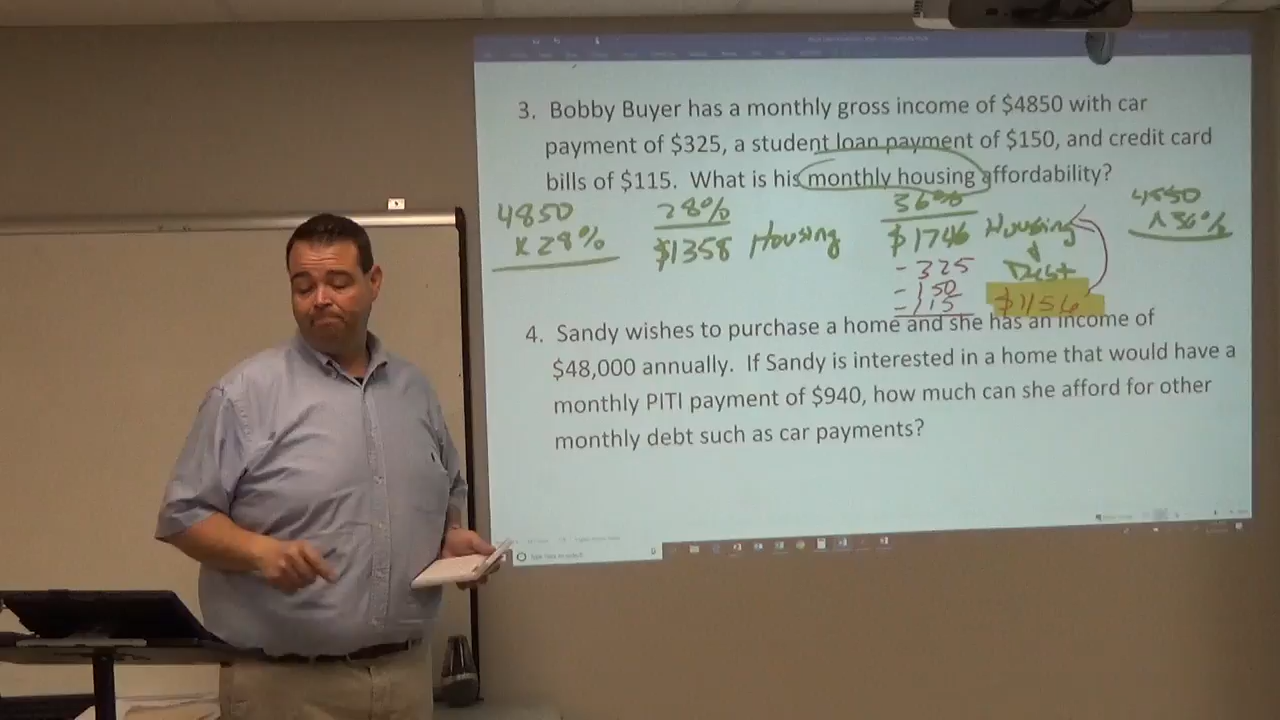 3. Bobby Buyer has a monthly gross income of $4850 with car
payment of $325, a student loan payment of $150, and credit card
bills of $115. What is his monthly housing affordability?
4850
x 28%
28%
$1358 Housing
36%
$1746 Housing
- 325
- 150
- 115
& Debt
$1156
4850
x 36%
4. Sandy wishes to purchase a home and she has an income of
$48,000 annually. If Sandy is interested in a home that would have a
monthly PITI payment of $940, how much can she afford for other
monthly debt such as car payments?